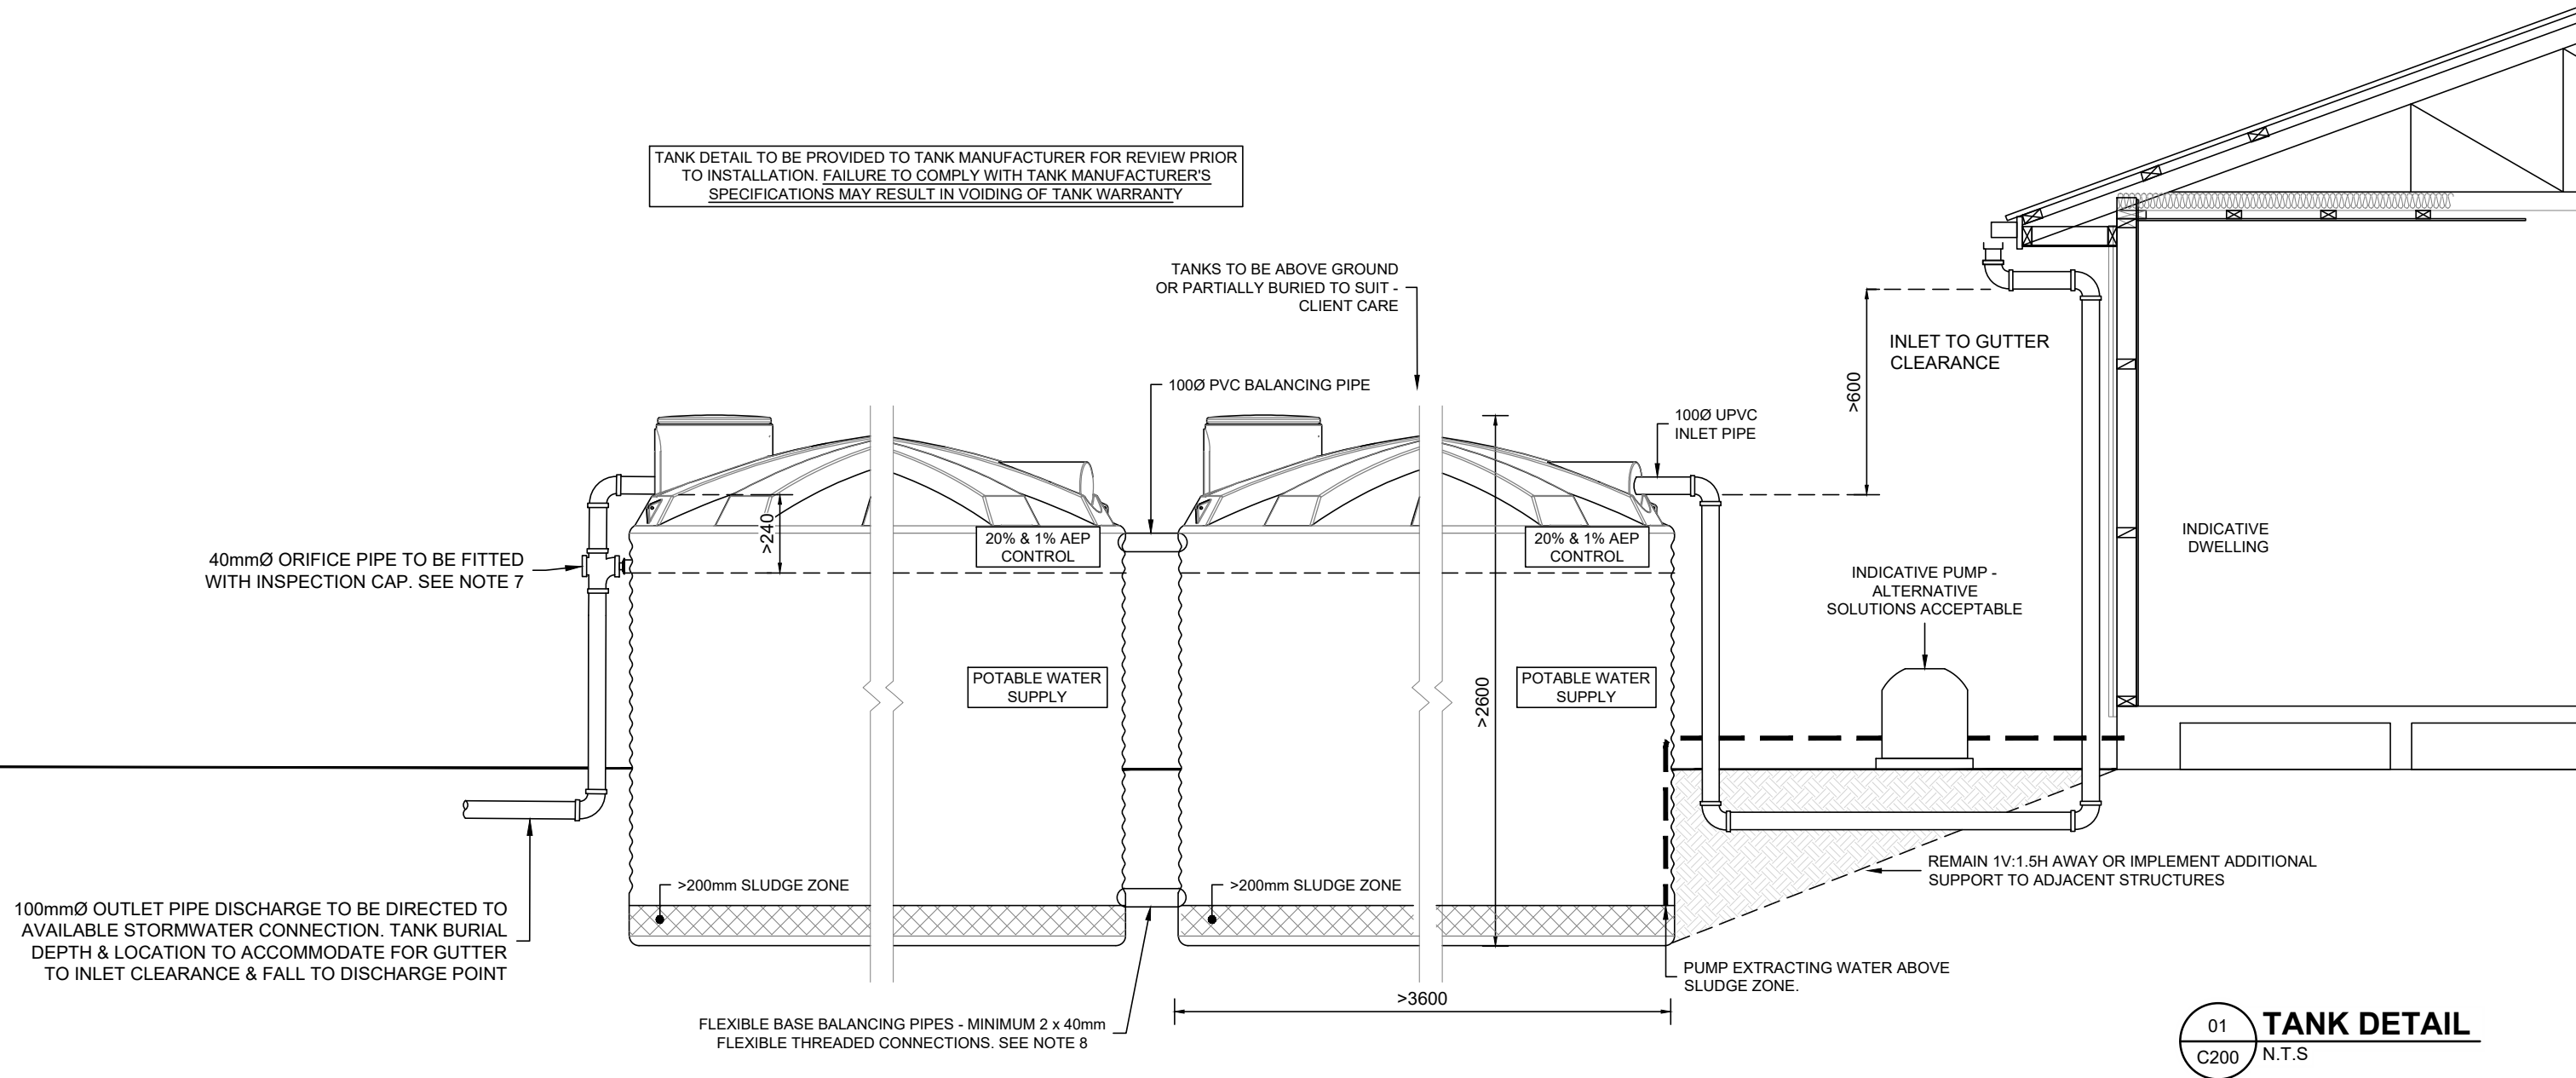 TANK DETAIL TO BE PROVIDED TO TANK MANUFACTURER FOR REVIEW PRIOR
TO INSTALLATION. FAILURE TO COMPLY WITH TANK MANUFACTURER'S
SPECIFICATIONS MAY RESULT IN VOIDING OF TANK WARRANTY
TANKS TO BE ABOVE GROUND
OR PARTIALLY BURIED TO SUIT -
CLIENT CARE
INLET TO GUTTER
CLEARANCE
>600
100Ø PVC BALANCING PIPE
100Ø UPVC
INLET PIPE
>240
20% & 1% AEP
CONTROL
20% & 1% AEP
CONTROL
INDICATIVE
DWELLING
40mmØ ORIFICE PIPE TO BE FITTED
WITH INSPECTION CAP. SEE NOTE 7
INDICATIVE PUMP -
ALTERNATIVE
SOLUTIONS ACCEPTABLE
POTABLE WATER
SUPPLY
>2600
POTABLE WATER
SUPPLY
>200mm SLUDGE ZONE
>200mm SLUDGE ZONE
REMAIN 1V:1.5H AWAY OR IMPLEMENT ADDITIONAL
SUPPORT TO ADJACENT STRUCTURES
100mmØ OUTLET PIPE DISCHARGE TO BE DIRECTED TO
AVAILABLE STORMWATER CONNECTION. TANK BURIAL
DEPTH & LOCATION TO ACCOMMODATE FOR GUTTER
TO INLET CLEARANCE & FALL TO DISCHARGE POINT
PUMP EXTRACTING WATER ABOVE
SLUDGE ZONE.
>3600
FLEXIBLE BASE BALANCING PIPES - MINIMUM 2 x 40mm
FLEXIBLE THREADED CONNECTIONS. SEE NOTE 8
01
C200
TANK DETAIL
N.T.S